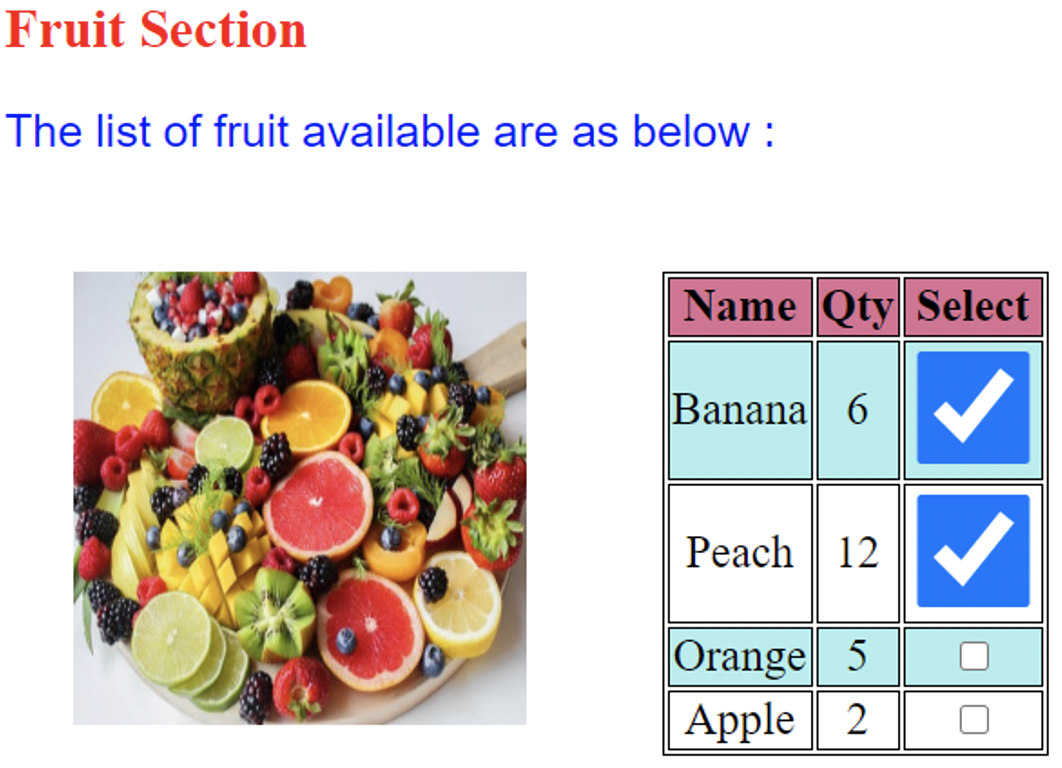 Fruit Section
The list of fruit available are as below :
Name Qty Select
Banana 6
Peach 12
Orange 5
Apple 2